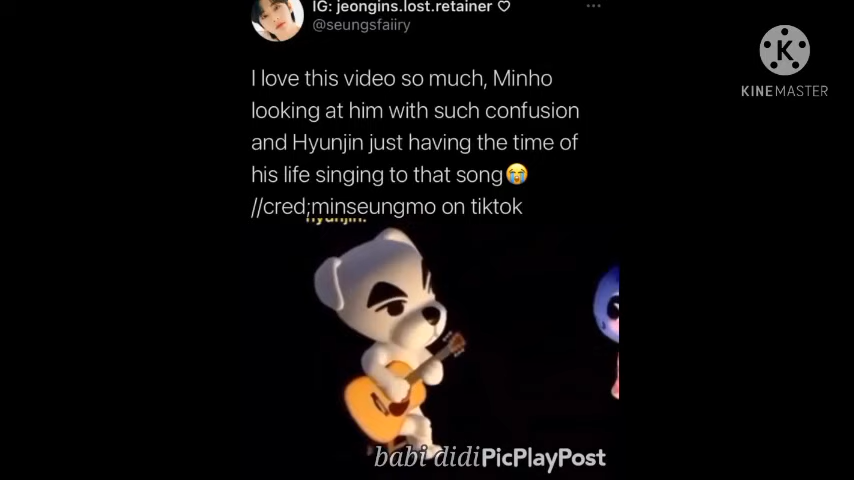 IG: jeongins.lost.retainer ♡
@seungsfaiiry
I love this video so much, Minho
looking at him with such confusion
and Hyunjin just having the time of
his life singing to that song😭
//cred;minseungmo on tiktok
hyunjin:
babi didi
PicPlayPost
K
KINEMASTER